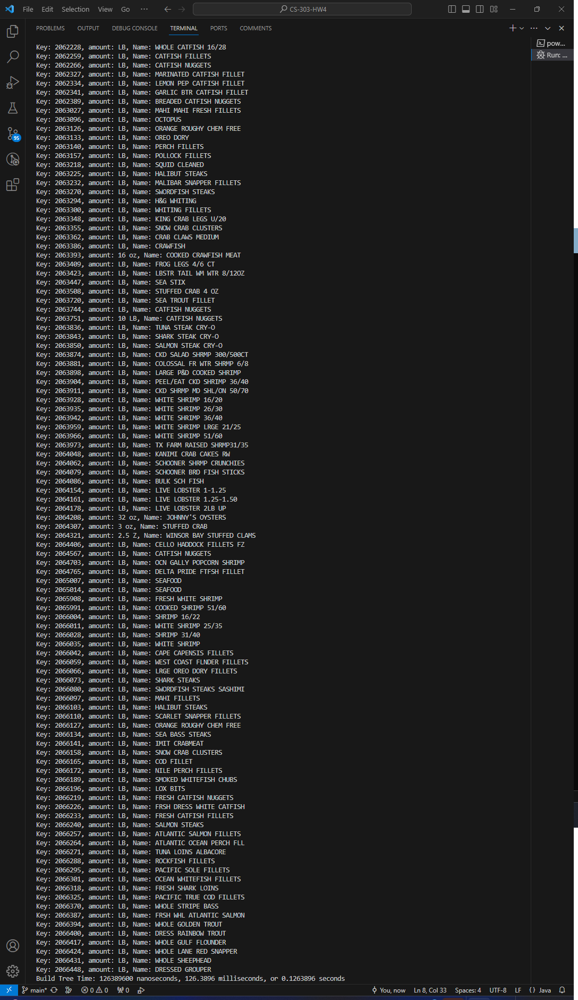 File Edit Selection View Go ··· CS-303-HW4
PROBLEMS OUTPUT DEBUG CONSOLE TERMINAL PORTS COMMENTS
pow...
Run: ...
95
Key: 2062228, amount: LB, Name: WHOLE CATFISH 16/28
Key: 2062259, amount: LB, Name: CATFISH FILLETS
Key: 2062266, amount: LB, Name: CATFISH NUGGETS
Key: 2062327, amount: LB, Name: MARINATED CATFISH FILLET
Key: 2062334, amount: LB, Name: LEMON PEP CATFISH FILLET
Key: 2062341, amount: LB, Name: GARLIC BTR CATFISH FILLET
Key: 2062389, amount: LB, Name: BREADED CATFISH NUGGETS
Key: 2063027, amount: LB, Name: MAHI MAHI FRESH FILLETS
Key: 2063096, amount: LB, Name: OCTOPUS
Key: 2063126, amount: LB, Name: ORANGE ROUGHY CHEM FREE
Key: 2063133, amount: LB, Name: OREO DORY
Key: 2063140, amount: LB, Name: PERCH FILLETS
Key: 2063157, amount: LB, Name: POLLOCK FILLETS
Key: 2063218, amount: LB, Name: SQUID CLEANED
Key: 2063225, amount: LB, Name: HALIBUT STEAKS
Key: 2063232, amount: LB, Name: MALIBAR SNAPPER FILLETS
Key: 2063270, amount: LB, Name: SWORDFISH STEAKS
Key: 2063294, amount: LB, Name: H&G WHITING
Key: 2063300, amount: LB, Name: WHITING FILLETS
Key: 2063348, amount: LB, Name: KING CRAB LEGS U/20
Key: 2063355, amount: LB, Name: SNOW CRAB CLUSTERS
Key: 2063362, amount: LB, Name: CRAB CLAWS MEDIUM
Key: 2063386, amount: LB, Name: CRAWFISH
Key: 2063393, amount: 16 oz, Name: COOKED CRAWFISH MEAT
Key: 2063409, amount: LB, Name: FROG LEGS 4/6 CT
Key: 2063423, amount: LB, Name: LBSTR TAIL WM WTR 8/12OZ
Key: 2063447, amount: LB, Name: SEA STIX
Key: 2063508, amount: LB, Name: STUFFED CRAB 4 OZ
Key: 2063720, amount: LB, Name: SEA TROUT FILLET
Key: 2063744, amount: LB, Name: CATFISH NUGGETS
Key: 2063751, amount: 10 LB, Name: CATFISH NUGGETS
Key: 2063836, amount: LB, Name: TUNA STEAK CRY-O
Key: 2063843, amount: LB, Name: SHARK STEAK CRY-O
Key: 2063850, amount: LB, Name: SALMON STEAK CRY-O
Key: 2063874, amount: LB, Name: CKD SALAD SHRMP 300/500CT
Key: 2063881, amount: LB, Name: COLOSSAL FR WTR SHRMP 6/8
Key: 2063898, amount: LB, Name: LARGE P&D COOKED SHRIMP
Key: 2063904, amount: LB, Name: PEEL/EAT CKD SHRIMP 36/40
Key: 2063911, amount: LB, Name: CKD SHRMP MD SHL/ON 50/70
Key: 2063928, amount: LB, Name: WHITE SHRIMP 16/20
Key: 2063935, amount: LB, Name: WHITE SHRIMP 26/30
Key: 2063942, amount: LB, Name: WHITE SHRIMP 36/40
Key: 2063959, amount: LB, Name: WHITE SHRIMP LRGE 21/25
Key: 2063966, amount: LB, Name: WHITE SHRIMP 51/60
Key: 2063973, amount: LB, Name: TX FARM RAISED SHRMP31/35
Key: 2064048, amount: LB, Name: KANIMI CRAB CAKES RW
Key: 2064062, amount: LB, Name: SCHOONER SHRMP CRUNCHIES
Key: 2064079, amount: LB, Name: SCHOONER BRD FISH STICKS
Key: 2064086, amount: LB, Name: BULK SCH FISH
Key: 2064154, amount: LB, Name: LIVE LOBSTER 1-1.25
Key: 2064161, amount: LB, Name: LIVE LOBSTER 1.25-1.50
Key: 2064178, amount: LB, Name: LIVE LOBSTER 2LB UP
Key: 2064208, amount: 32 oz, Name: JOHNNY'S OYSTERS
Key: 2064307, amount: 3 oz, Name: STUFFED CRAB
Key: 2064321, amount: 2.5 Z, Name: WINSOR BAY STUFFED CLAMS
Key: 2064406, amount: LB, Name: CELLO HADDOCK FILLETS FZ
Key: 2064567, amount: LB, Name: CATFISH NUGGETS
Key: 2064703, amount: LB, Name: OCN GALLY POPCORN SHRIMP
Key: 2064765, amount: LB, Name: DELTA PRIDE FTFSH FILLET
Key: 2065007, amount: LB, Name: SEAFOOD
Key: 2065014, amount: LB, Name: SEAFOOD
Key: 2065908, amount: LB, Name: FRESH WHITE SHRIMP
Key: 2065991, amount: LB, Name: COOKED SHRIMP 51/60
Key: 2066004, amount: LB, Name: SHRIMP 16/22
Key: 2066011, amount: LB, Name: WHITE SHRIMP 25/35
Key: 2066028, amount: LB, Name: SHRIMP 31/40
Key: 2066035, amount: LB, Name: WHITE SHRIMP
Key: 2066042, amount: LB, Name: CAPE CAPENSIS FILLETS
Key: 2066059, amount: LB, Name: WEST COAST FLNDER FILLETS
Key: 2066066, amount: LB, Name: LRGE OREO DORY FILLETS
Key: 2066073, amount: LB, Name: SHARK STEAKS
Key: 2066080, amount: LB, Name: SWORDFISH STEAKS SASHIMI
Key: 2066097, amount: LB, Name: MAHI FILLETS
Key: 2066103, amount: LB, Name: HALIBUT STEAKS
Key: 2066110, amount: LB, Name: SCARLET SNAPPER FILLETS
Key: 2066127, amount: LB, Name: ORANGE ROUGHY CHEM FREE
Key: 2066134, amount: LB, Name: SEA BASS STEAKS
Key: 2066141, amount: LB, Name: IMIT CRABMEAT
Key: 2066158, amount: LB, Name: SNOW CRAB CLUSTERS
Key: 2066165, amount: LB, Name: COD FILLET
Key: 2066172, amount: LB, Name: NILE PERCH FILLETS
Key: 2066189, amount: LB, Name: SMOKED WHITEFISH CHUBS
Key: 2066196, amount: LB, Name: LOX BITS
Key: 2066219, amount: LB, Name: FRESH CATFISH NUGGETS
Key: 2066226, amount: LB, Name: FRSH DRESS WHITE CATFISH
Key: 2066233, amount: LB, Name: FRESH CATFISH FILLETS
Key: 2066240, amount: LB, Name: SALMON STEAKS
Key: 2066257, amount: LB, Name: ATLANTIC SALMON FILLETS
Key: 2066264, amount: LB, Name: ATLANTIC OCEAN PERCH FLL
Key: 2066271, amount: LB, Name: TUNA LOINS ALBACORE
Key: 2066288, amount: LB, Name: ROCKFISH FILLETS
Key: 2066295, amount: LB, Name: PACIFIC SOLE FILLETS
Key: 2066301, amount: LB, Name: OCEAN WHITEFISH FILLETS
Key: 2066318, amount: LB, Name: FRESH SHARK LOINS
Key: 2066325, amount: LB, Name: PACIFIC TRUE COD FILLETS
Key: 2066370, amount: LB, Name: WHOLE STRIPE BASS
Key: 2066387, amount: LB, Name: FRSH WHL ATLANTIC SALMON
Key: 2066394, amount: LB, Name: WHOLE GOLDEN TROUT
Key: 2066400, amount: LB, Name: DRESS RAINBOW TROUT
Key: 2066417, amount: LB, Name: WHOLE GULF FLOUNDER
Key: 2066424, amount: LB, Name: WHOLE LANE RED SNAPPER
Key: 2066431, amount: LB, Name: WHOLE SHEEPHEAD
Key: 2066448, amount: LB, Name: DRESSED GROUPER
Build Tree Time: 126389600 nanoseconds, 126.3896 milliseconds, or 0.1263896 seconds
main* 0 0 0 You, now Ln 8, Col 33 Spaces: 4 UTF-8 LF {} Java